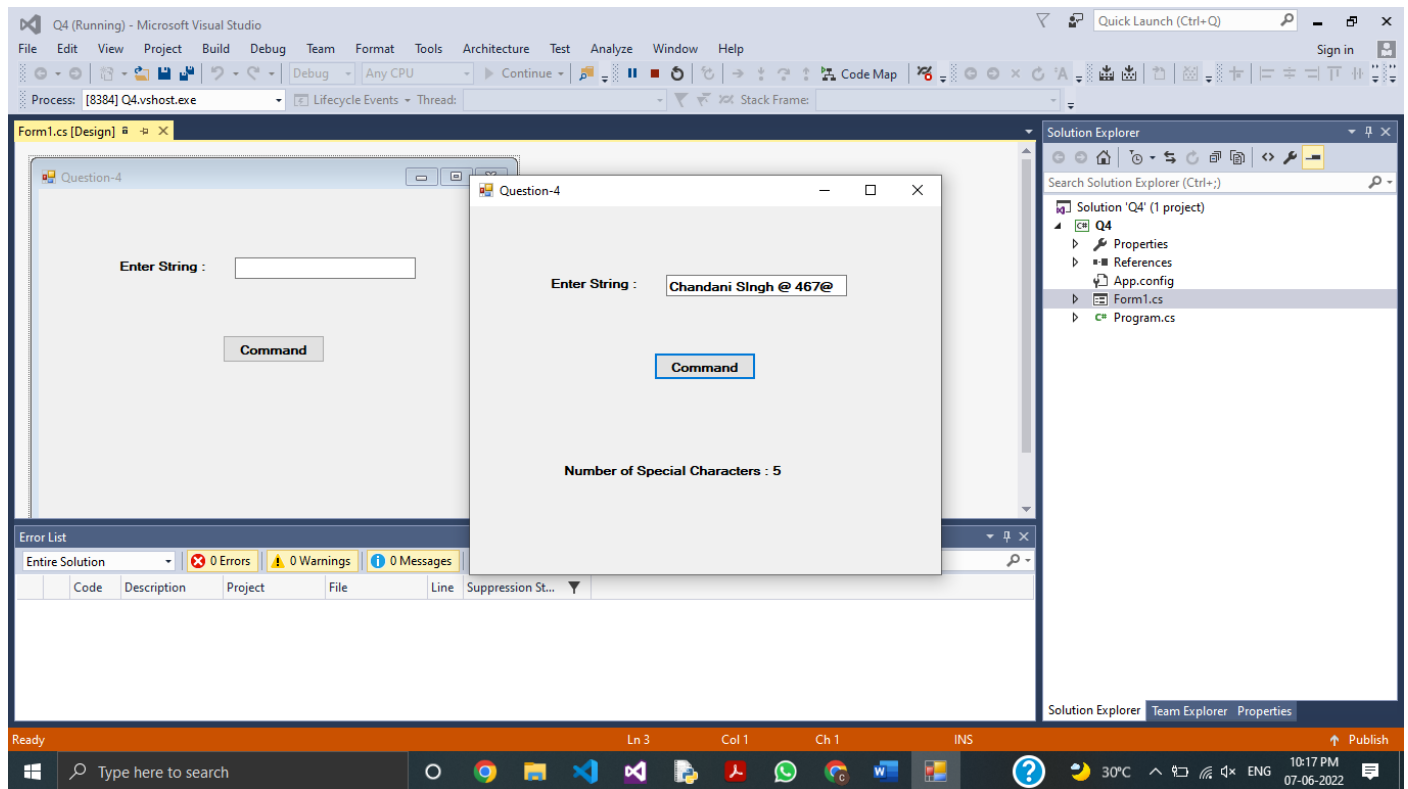 Q4 (Running) - Microsoft Visual Studio
Quick Launch (Ctrl+Q)
File Edit View Project Build Debug Team Format Tools Architecture Test Analyze Window Help
Sign in
Debug Any CPU Continue Code Map
Process: [8384] Q4.vshost.exe Lifecycle Events Thread: Stack Frame:
Form1.cs [Design]
Question-4
Enter String :
Command
Question-4
Enter String : Chandani SIngh @ 467@
Command
Number of Special Characters : 5
Solution Explorer
Search Solution Explorer (Ctrl+;)
Solution 'Q4' (1 project)
C# Q4
Properties
References
App.config
Form1.cs
C# Program.cs
Error List
Entire Solution 0 Errors 0 Warnings 0 Messages
Code Description Project File Line Suppression St...
Solution Explorer Team Explorer Properties
Ready Ln 3 Col 1 Ch 1 INS Publish
Type here to search
30°C ENG
10:17 PM
07-06-2022